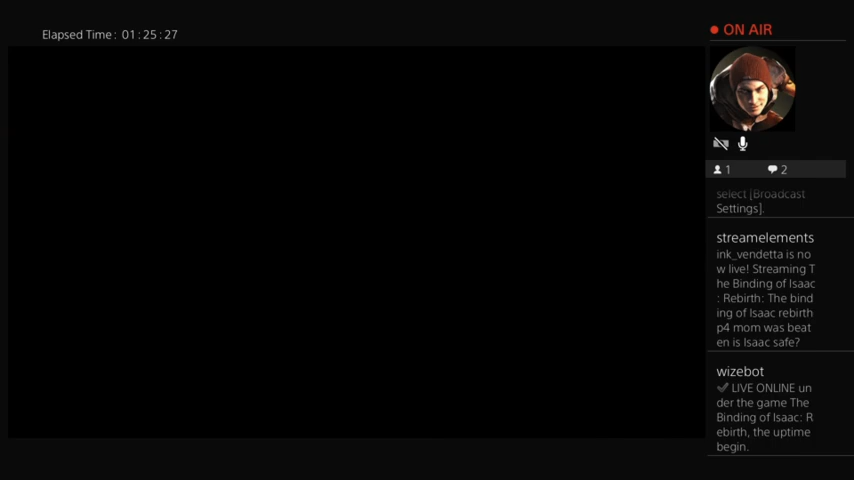 Elapsed Time: 01:25:27
ON AIR
1 2
select [Broadcast
Settings].
streamelements
ink_vendetta is no
w live! Streaming T
he Binding of Isaac
: Rebirth: The bind
ing of Isaac rebirth
p4 mom was beat
en is Isaac safe?
wizebot
✓ LIVE ONLINE un
der the game The
Binding of Isaac: R
ebirth, the uptime
begin.